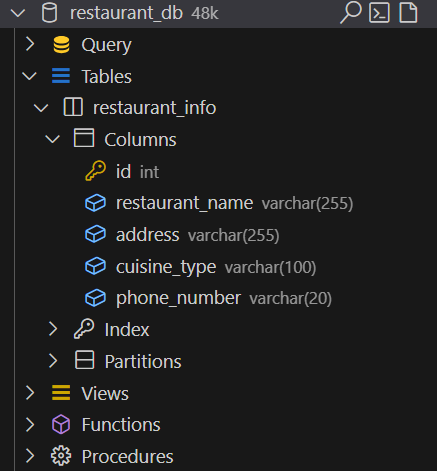 restaurant_db 48k
Query
Tables
restaurant_info
Columns
id int
restaurant_name varchar(255)
address varchar(255)
cuisine_type varchar(100)
phone_number varchar(20)
Index
Partitions
Views
Functions
Procedures